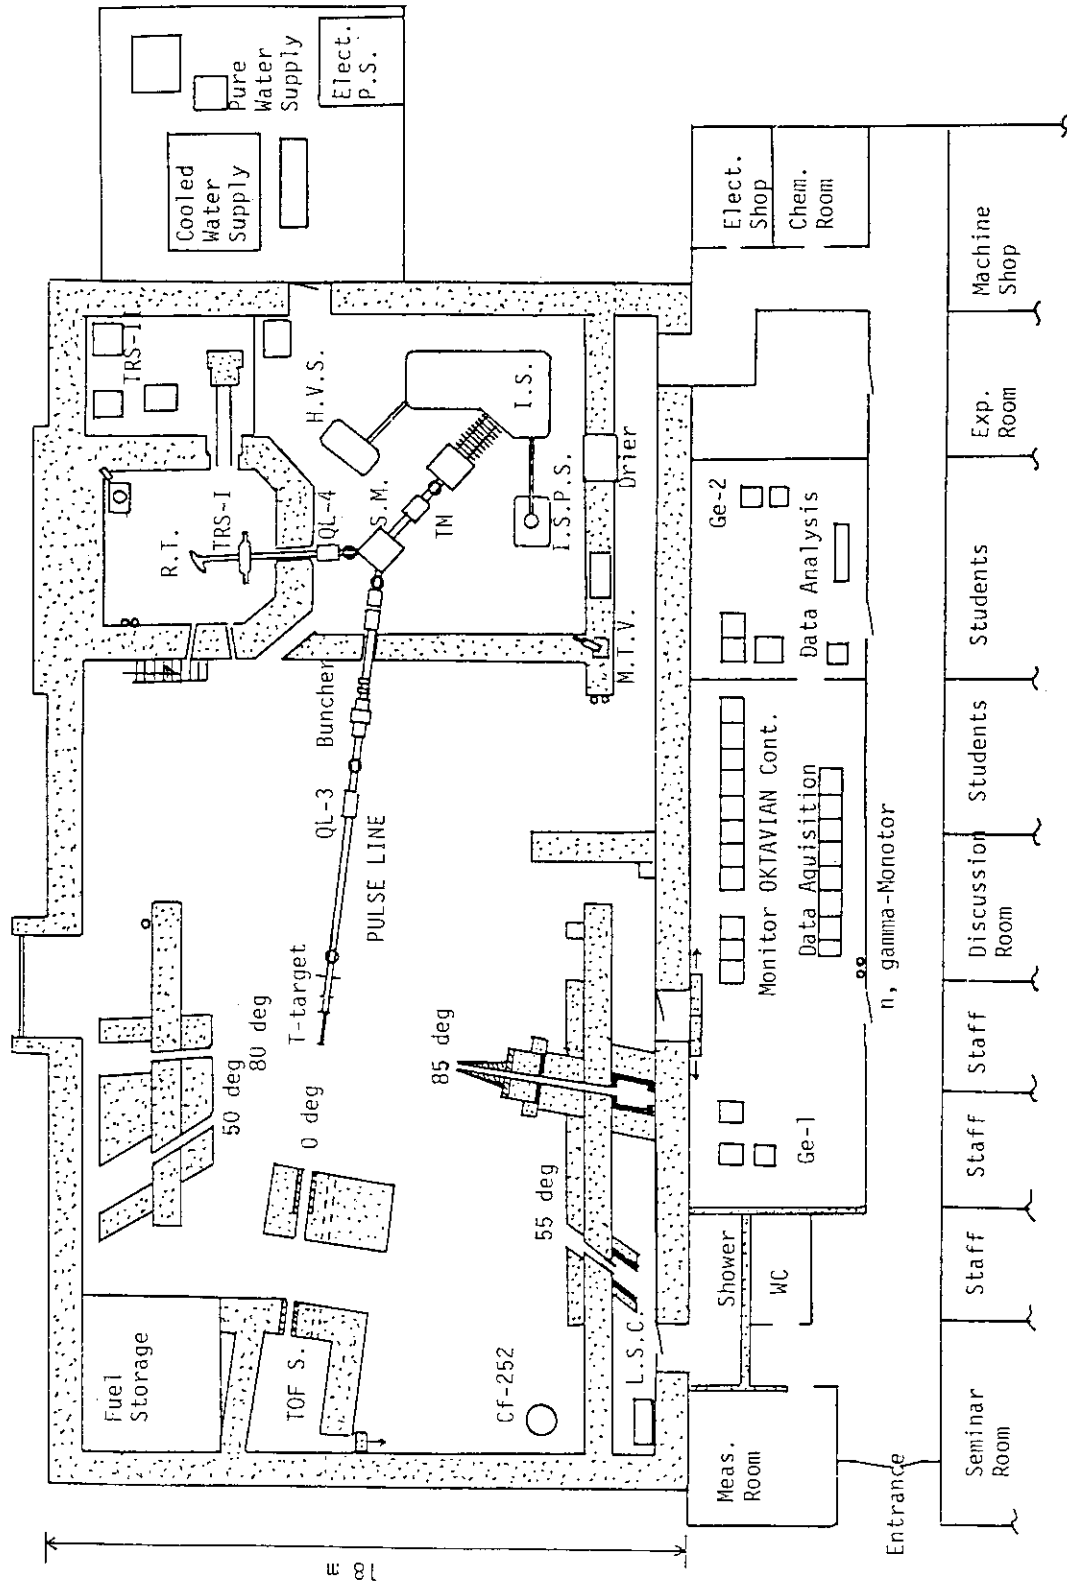 Pure
Water
Supply
Elect.
P.S.
Cooled
Water
Supply
Elect.
Shop
Chem.
Room
Machine
Shop
TRS-II
H.V.S.
I.S.
Drier
Exp.
Room
R.T.
TRS-I
QL-4
S.M.
TM
I.S.P.S.
M.T.V.
Ge-2
Data Analysis
Students
Buncher
QL-3
PULSE LINE
Monitor OKTAVIAN Cont.
Data Aquisition
n, gamma-Monotor
Students
Discussion
Room
T-target
80 deg
50 deg
0 deg
85 deg
55 deg
Ge-1
Staff
Staff
Staff
Fuel
Storage
TOF S.
Cf-252
L.S.C.
Shower
WC
Meas.
Room
Entrance
Seminar
Room
18 m